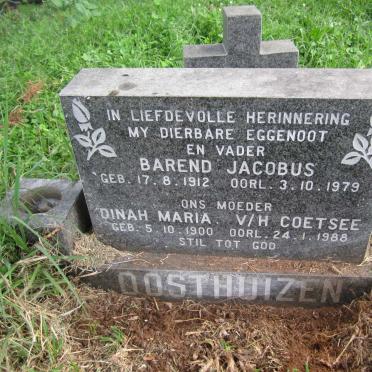 IN LIEFDEVOLLE HERINNERING
MY DIERBARE EGGENOOT
EN VADER
BAREND JACOBUS
GEB. 17.8.1912 OORL. 3.10.1979
ONS MOEDER
DINAH MARIA. V/H COETSEE
GEB. 5.10.1900 OORL. 24.1.1988
STIL TOT GOD
OOSTHUIZEN